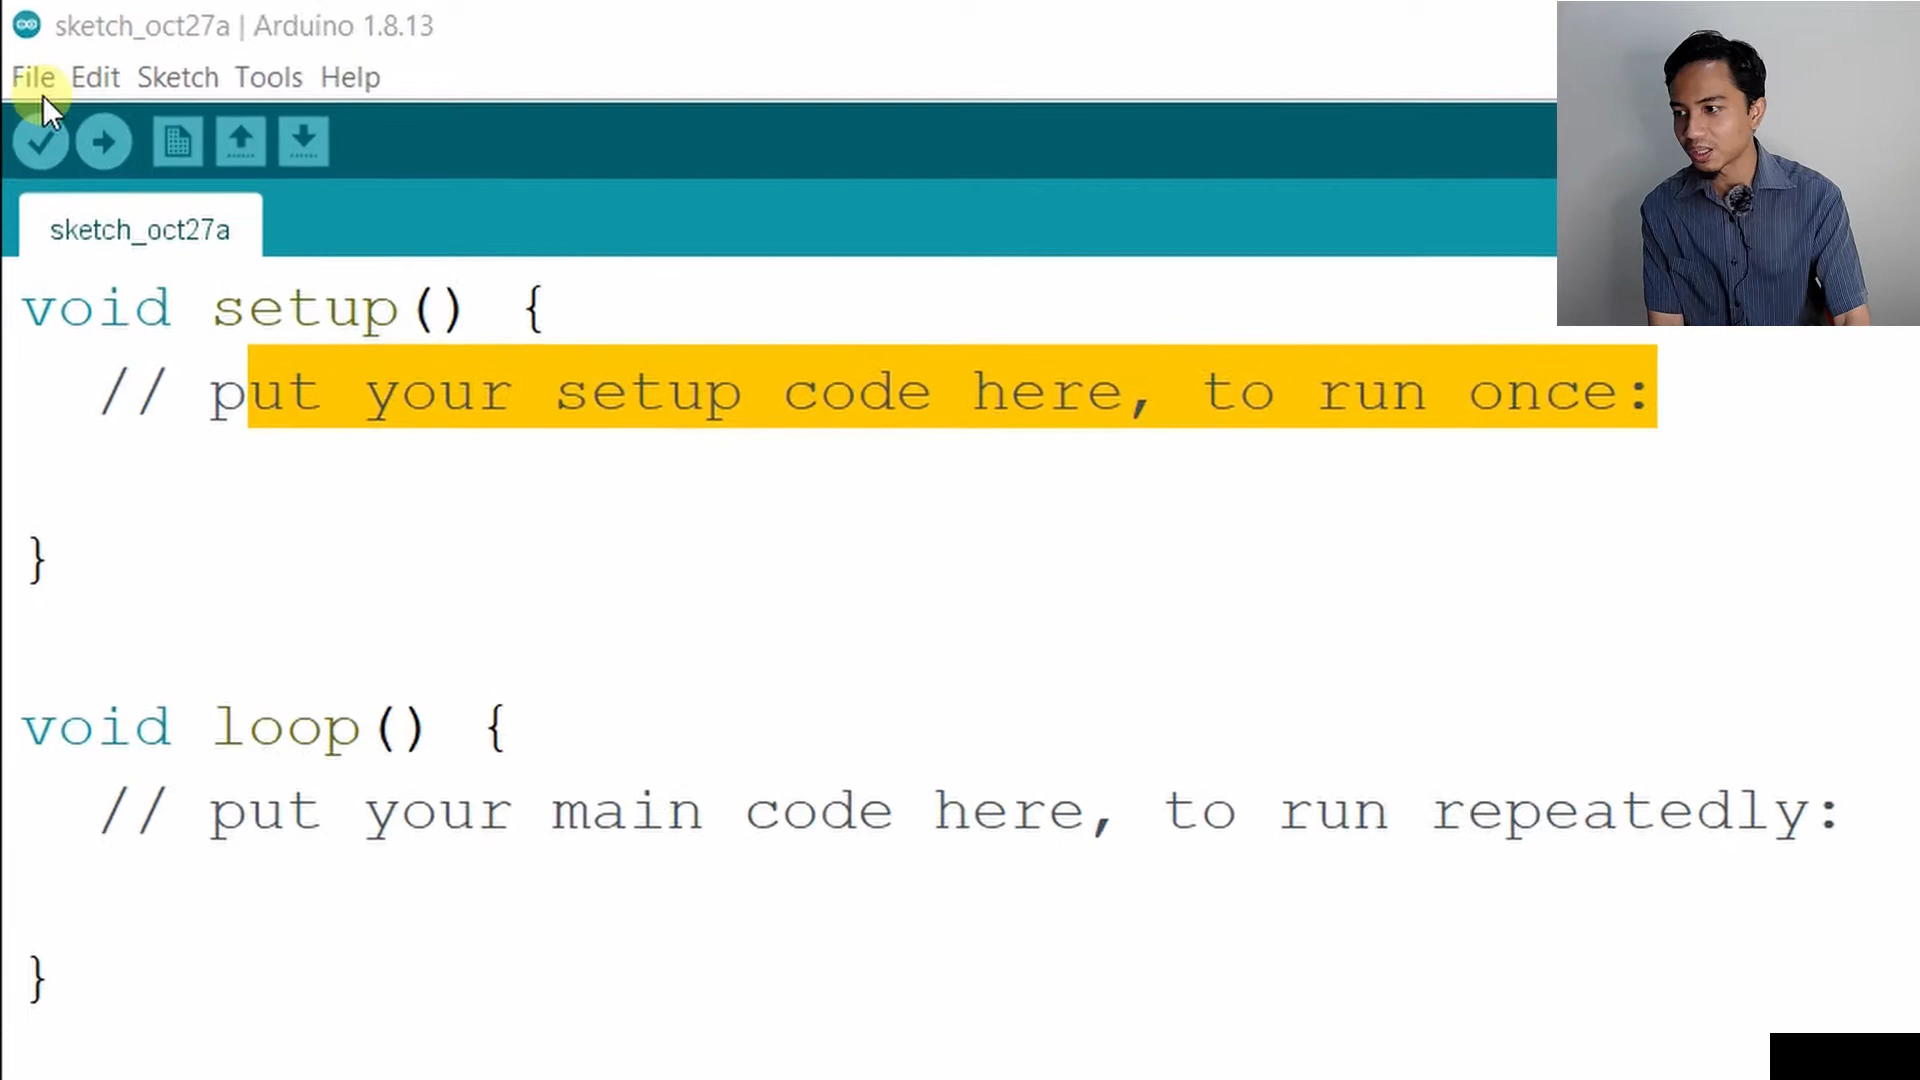 sketch_oct27a | Arduino 1.8.13
File Edit Sketch Tools Help
sketch_oct27a
void setup() {
// put your setup code here, to run once:
}
void loop() {
// put your main code here, to run repeatedly:
}